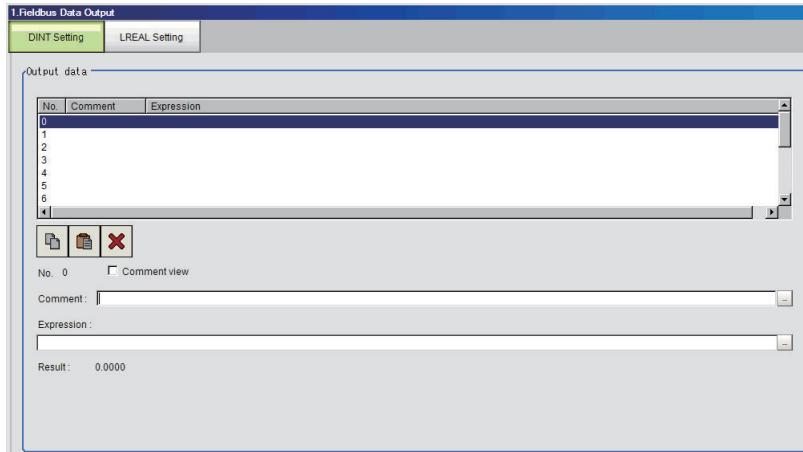 1.Fieldbus Data Output
DINT Setting LREAL Setting
Output data
No. Comment Expression
0
1
2
3
4
5
6
No. 0 Comment view
Comment : ...
Expression :
...
Result : 0.0000